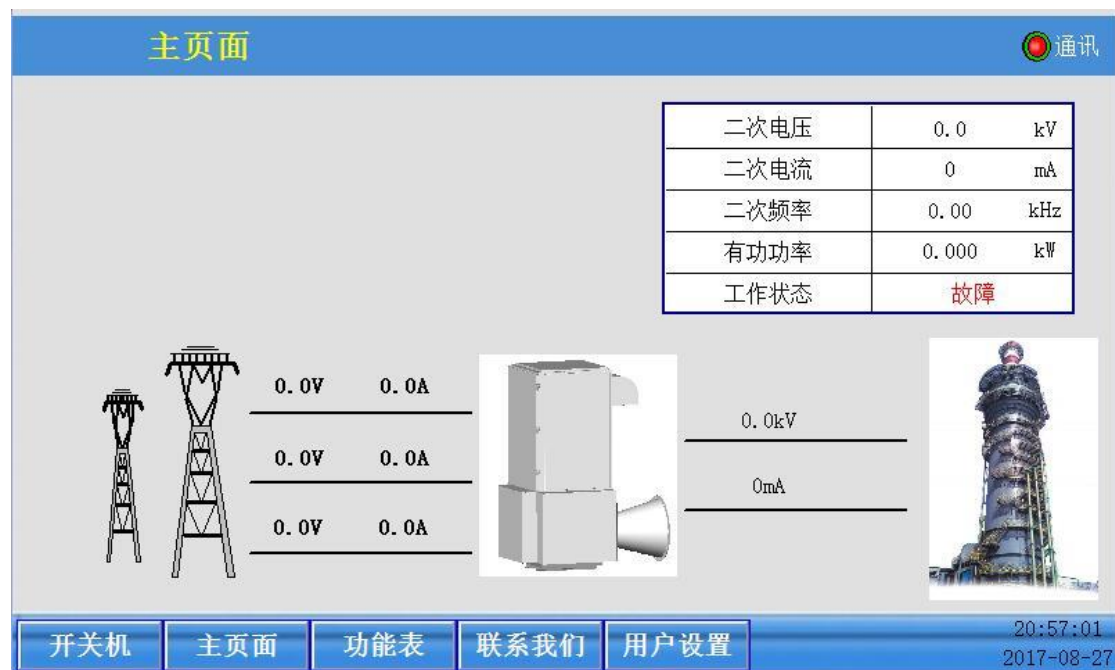 主页面
通讯
二次电压 0.0 kV
二次电流 0 mA
二次频率 0.00 kHz
有功功率 0.000 kW
工作状态 故障
0.0V 0.0A
0.0V 0.0A
0.0V 0.0A
0.0kV
0mA
开关机 主页面 功能表 联系我们 用户设置
20:57:01
2017-08-27